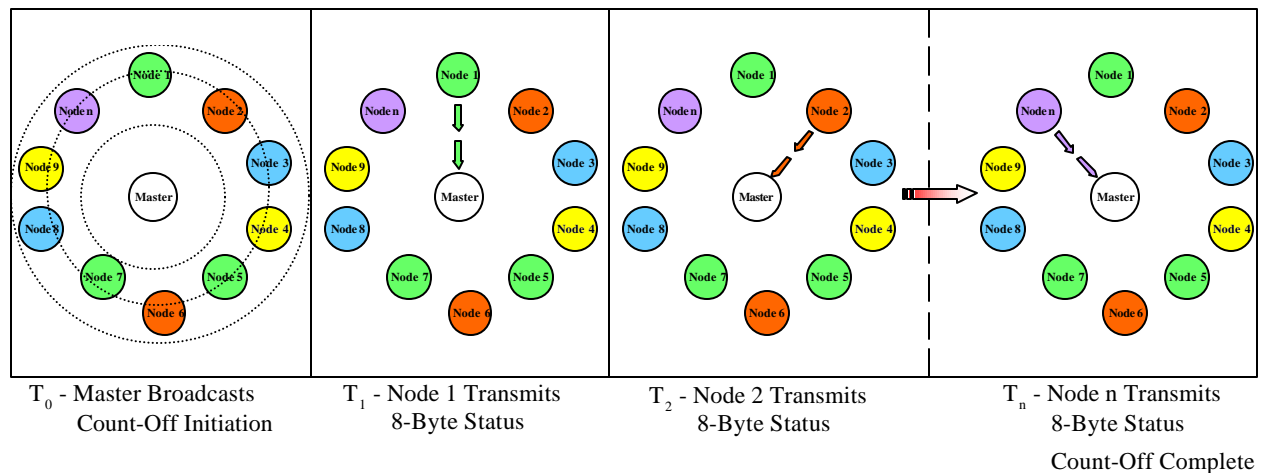 Node 1
Node n
Node 2
Node 9
Node 3
Master
Node 8
Node 4
Node 7
Node 5
Node 6
T0 - Master Broadcasts
Count-Off Initiation
Node 1
Node n
Node 2
Node 9
Node 3
Master
Node 8
Node 4
Node 7
Node 5
Node 6
T1 - Node 1 Transmits
8-Byte Status
Node 1
Node n
Node 2
Node 9
Node 3
Master
Node 8
Node 4
Node 7
Node 5
Node 6
T2 - Node 2 Transmits
8-Byte Status
Node 1
Node n
Node 2
Node 9
Node 3
Master
Node 8
Node 4
Node 7
Node 5
Node 6
Tn - Node n Transmits
8-Byte Status
Count-Off Complete